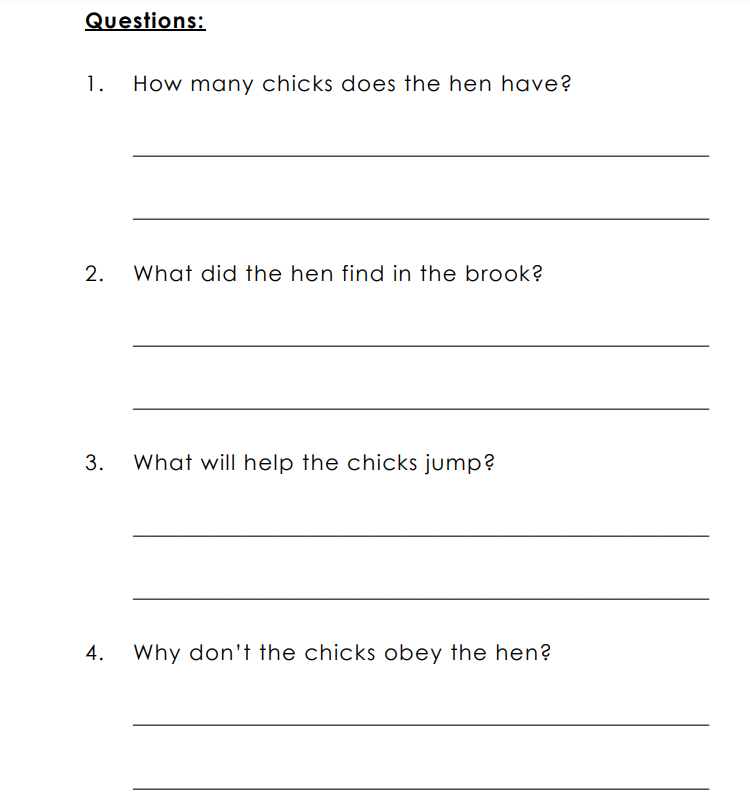 Questions:
1. How many chicks does the hen have?
2. What did the hen find in the brook?
3. What will help the chicks jump?
4. Why don't the chicks obey the hen?